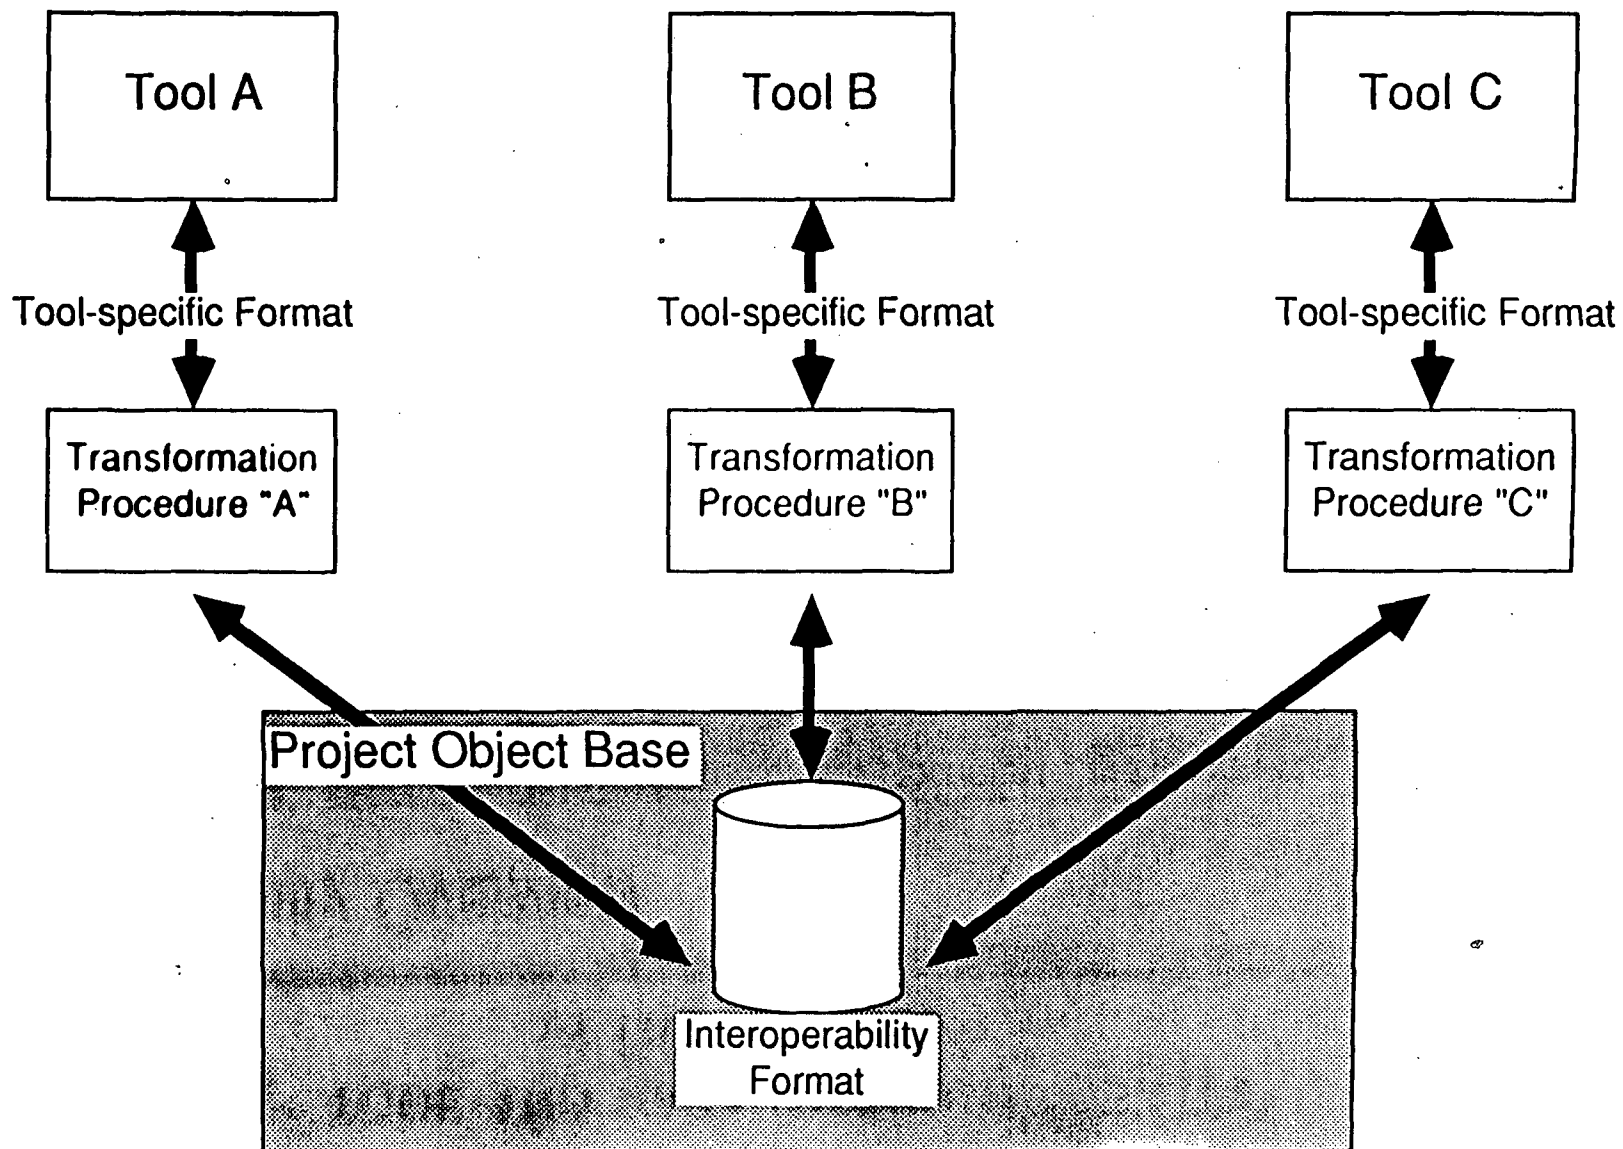 Tool A
Tool B
Tool C
Tool-specific Format
Tool-specific Format
Tool-specific Format
Transformation
Procedure "A"
Transformation
Procedure "B"
Transformation
Procedure "C"
Project Object Base
Interoperability
Format